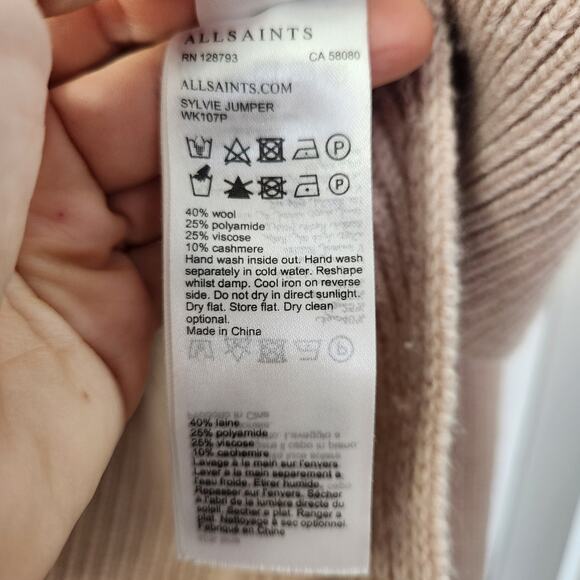 ALLSAINTS
RN 128793 CA 58080
ALLSAINTS.COM
SYLVIE JUMPER
WK107P
P
P
40% wool
25% polyamide
25% viscose
10% cashmere
Hand wash inside out. Hand wash
separately in cold water. Reshape
whilst damp. Cool iron on reverse
side. Do not dry in direct sunlight.
Dry flat. Store flat. Dry clean
optional.
Made in China
P
40% laine
25% polyamide
25% viscose
10% cachemire
Lavage à la main sur l'envers.
Laver à la main separement à
l'eau froide. Etirer humide.
Repasser sur l'envers. Sécher
à l'abri de la lumière directe du
soleil. Sécher a plat. Ranger a
plat. Nettoyage à sec optionnel.